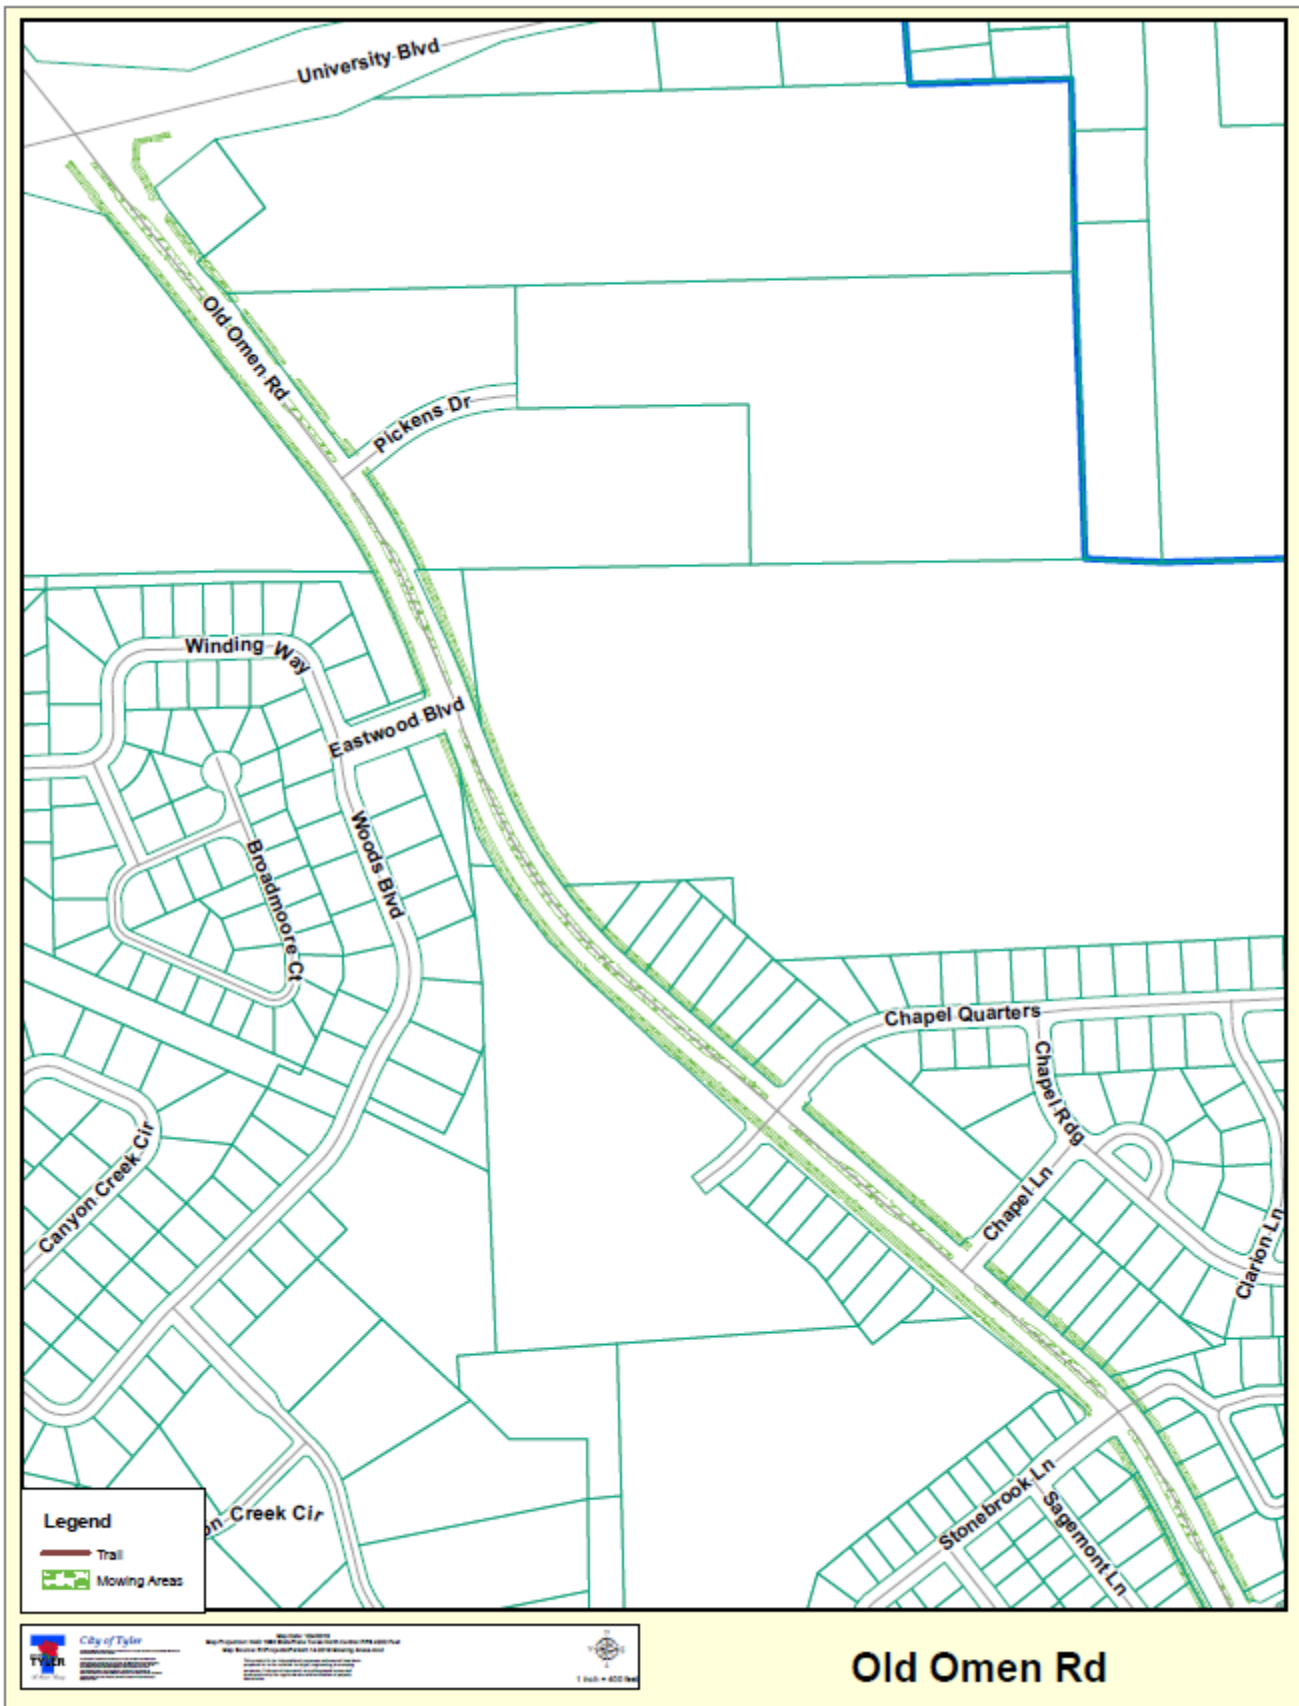 University Blvd
Old Omen Rd
Pickens Dr
Winding Way
Eastwood Blvd
Woods Blvd
Broadmoore Ct
Chapel Quarters
Chapel Rdg
Chapel Ln
Canyon Creek Cir
Clarion Ln
Stonebrook Ln
Sagemont Ln
on Creek Cir
Legend
Trail
Mowing Areas
City of Tyler
TYLER
1 inch = 400 feet
Old Omen Rd